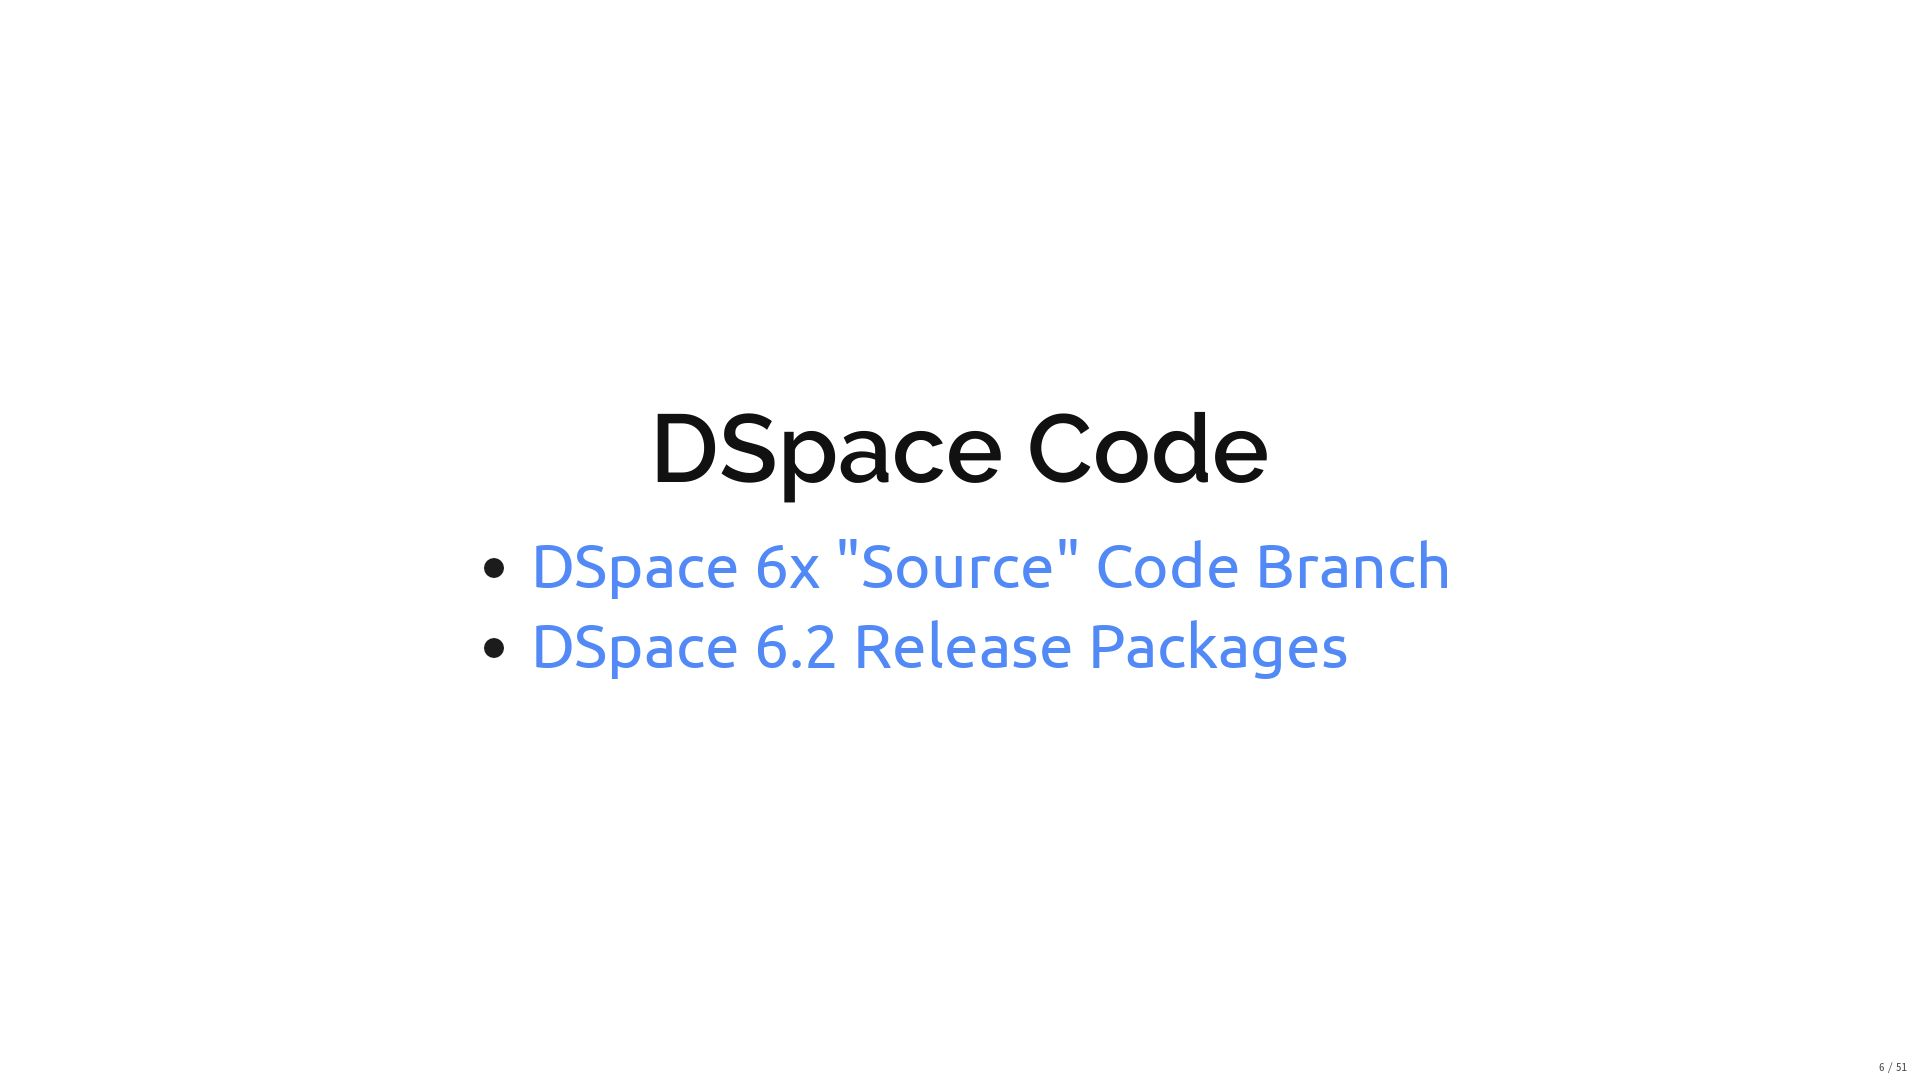 DSpace Code
• DSpace 6x "Source" Code Branch
• DSpace 6.2 Release Packages
6 / 51